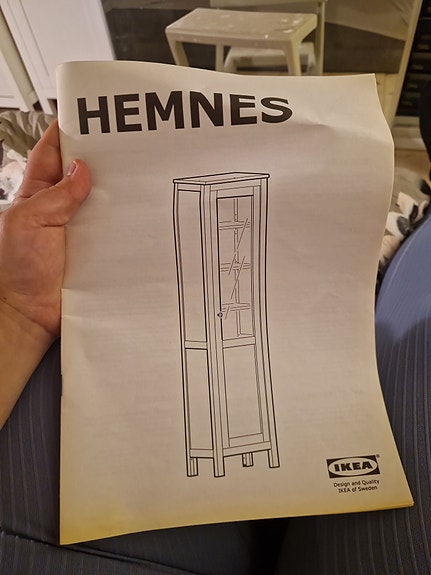 HEMNES
IKEA®
Design and Quality
IKEA of Sweden